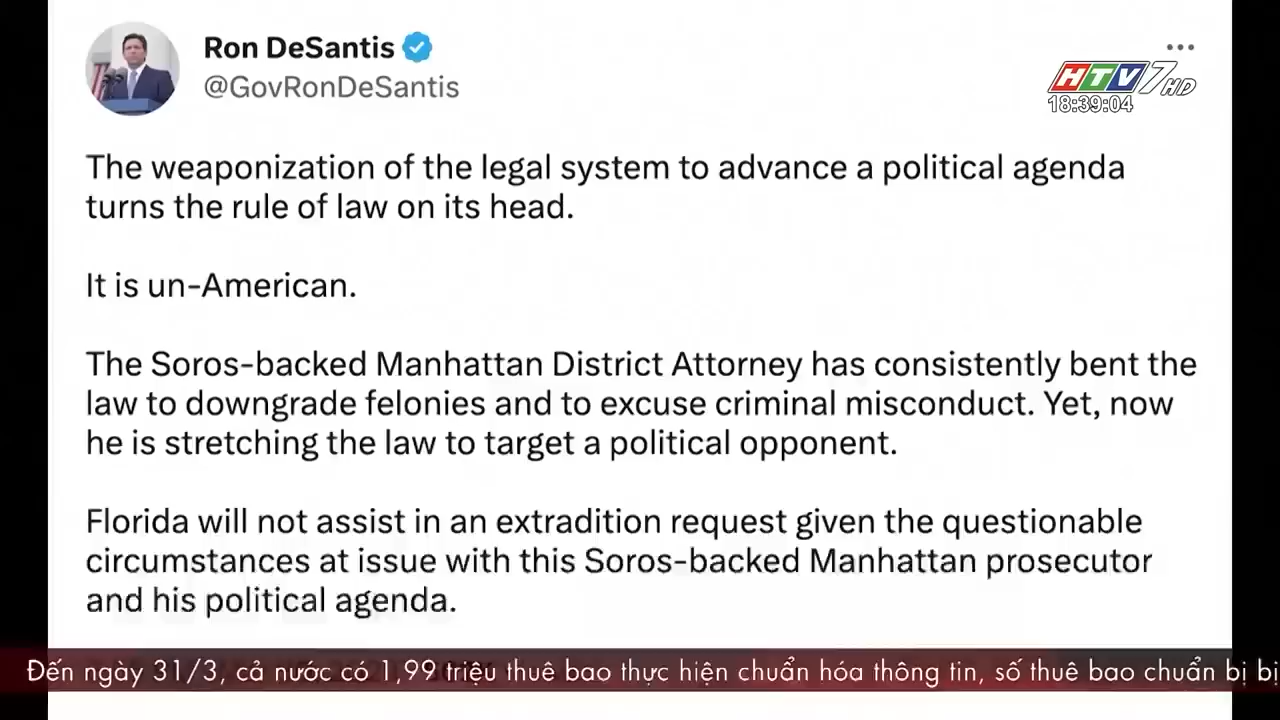 Ron DeSantis
@GovRonDeSantis
HTV7 HD
18:39:04
The weaponization of the legal system to advance a political agenda
turns the rule of law on its head.
It is un-American.
The Soros-backed Manhattan District Attorney has consistently bent the
law to downgrade felonies and to excuse criminal misconduct. Yet, now
he is stretching the law to target a political opponent.
Florida will not assist in an extradition request given the questionable
circumstances at issue with this Soros-backed Manhattan prosecutor
and his political agenda.
Đến ngày 31/3, cả nước có 1,99 triệu thuê bao thực hiện chuẩn hóa thông tin, số thuê bao chuẩn bị bị